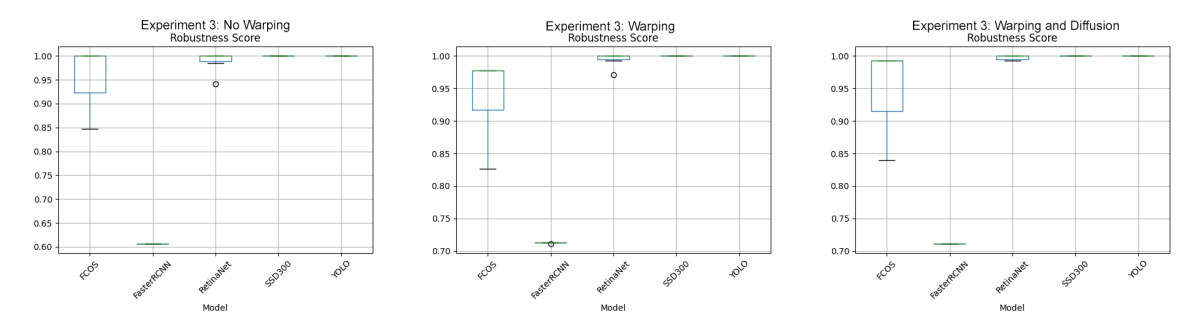 Experiment 3: No Warping
Robustness Score
1.00
0.95
0.90
0.85
0.80
0.75
0.70
0.65
0.60
FCOS
FasterRCNN
RetinaNet
SSD300
YOLO
Model
Experiment 3: Warping
Robustness Score
1.00
0.95
0.90
0.85
0.80
0.75
0.70
FCOS
FasterRCNN
RetinaNet
SSD300
YOLO
Model
Experiment 3: Warping and Diffusion
Robustness Score
1.00
0.95
0.90
0.85
0.80
0.75
0.70
FCOS
FasterRCNN
RetinaNet
SSD300
YOLO
Model